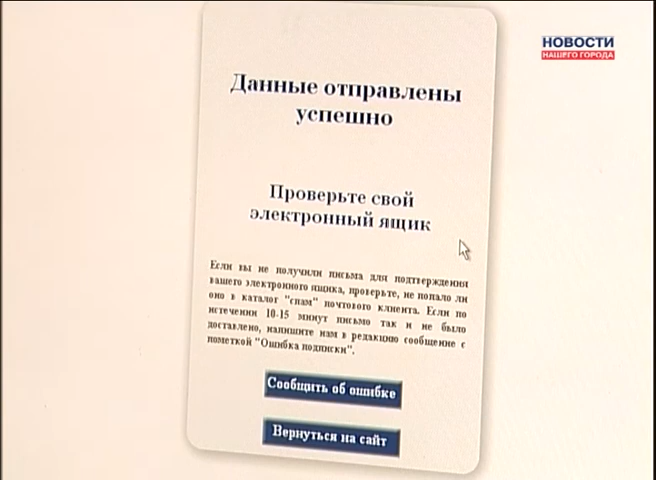 НОВОСТИ
НАШЕГО ГОРОДА
Данные отправлены
успешно
Проверьте свой
электронный ящик
Если вы не получили письма для подтверждения
вашего электронного ящика, проверьте, не попало ли
оно в каталог "спам" почтового клиента. Если по
истечении 10-15 минут письмо так и не было
доставлено, напишите нам в редакцию сообщение с
пометкой "Ошибка подписки".
Сообщить об ошибке
Вернуться на сайт